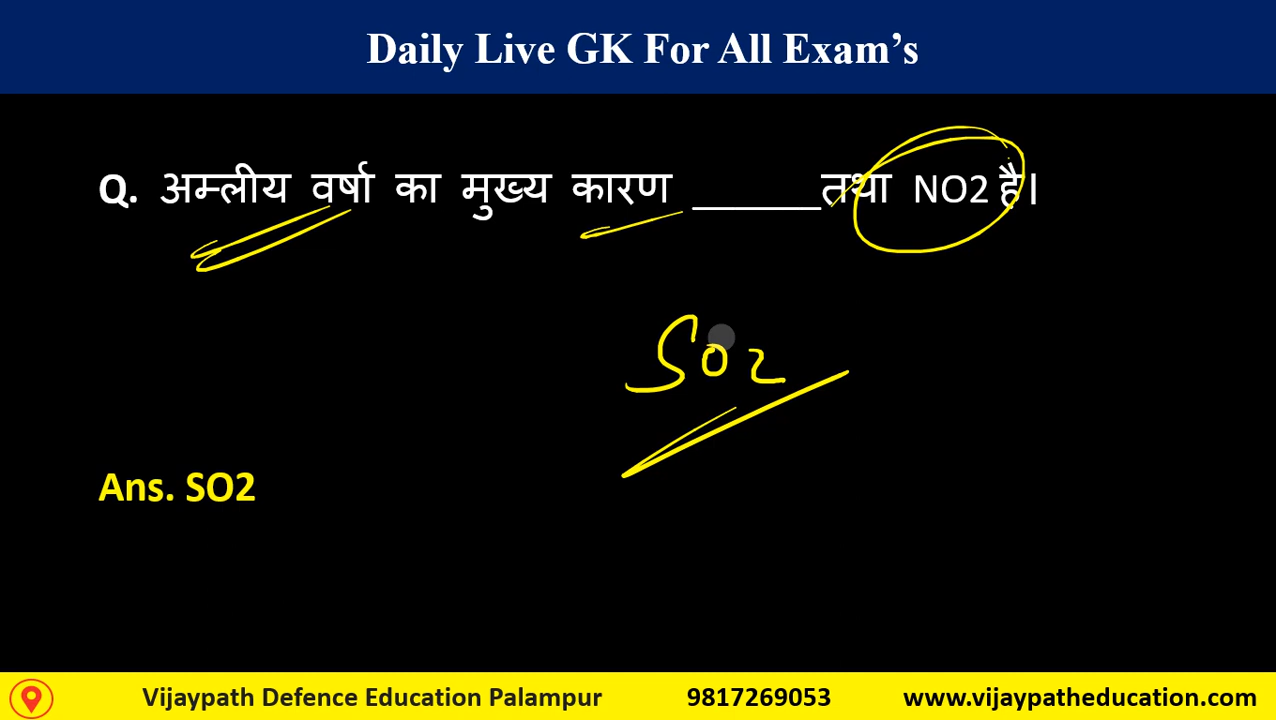 Daily Live GK For All Exam’s
Q. अम्लीय वर्षा का मुख्य कारण ______तथा NO2 है।
SO2
Ans. SO2
Vijaypath Defence Education Palampur 9817269053 www.vijaypatheducation.com